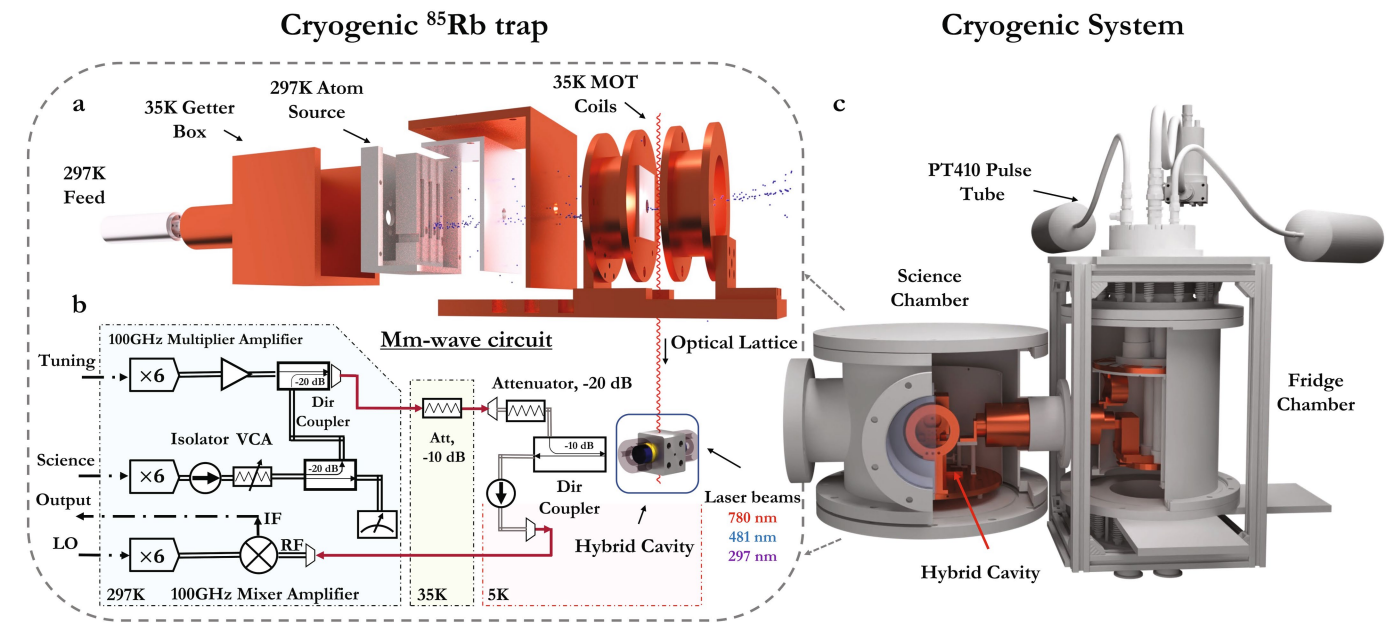 Cryogenic ⁸⁵Rb trap
Cryogenic System
a
35K Getter
Box
297K Atom
Source
35K MOT
Coils
297K
Feed
b
Mm-wave circuit
100GHz Multiplier Amplifier
Tuning
×6
-20 dB
Dir
Coupler
Isolator VCA
Science
×6
-20 dB
Output
IF
LO
×6
RF
297K
100GHz Mixer Amplifier
Att,
-10 dB
35K
Attenuator, -20 dB
-10 dB
Dir
Coupler
5K
Optical Lattice
Hybrid Cavity
Laser beams
780 nm
481 nm
297 nm
c
PT410 Pulse
Tube
Science
Chamber
Fridge
Chamber
Hybrid Cavity